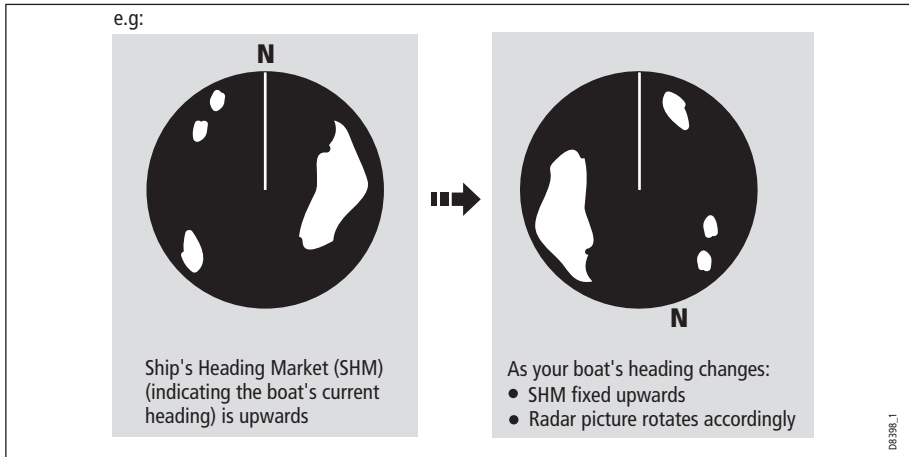 e.g:
N
Ship's Heading Market (SHM)
(indicating the boat's current
heading) is upwards
N
As your boat's heading changes:
• SHM fixed upwards
• Radar picture rotates accordingly
D8398_1